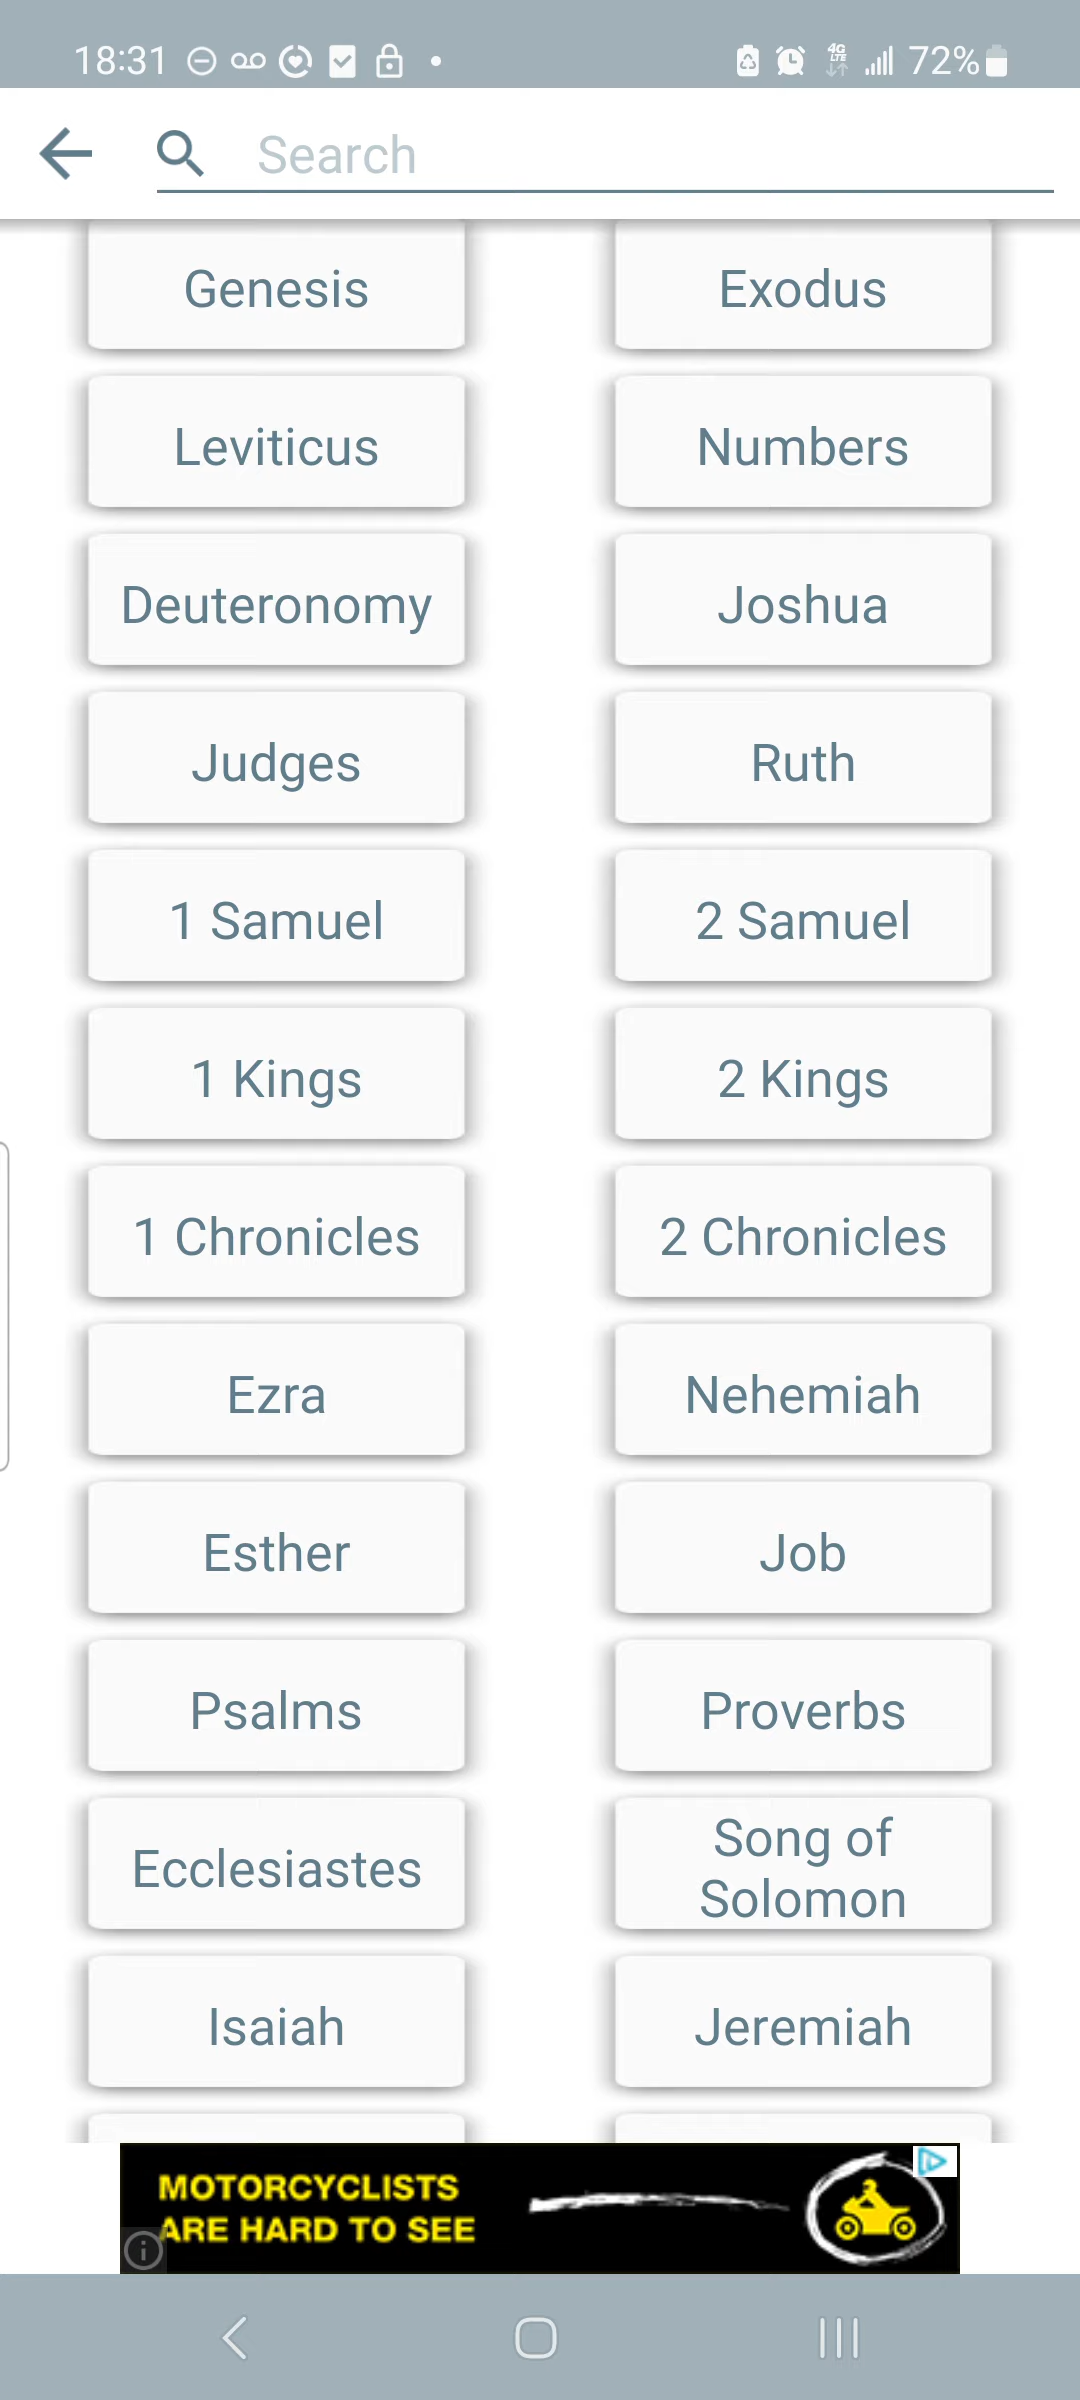 18:31
4G
LTE
72%
Search
Genesis
Exodus
Leviticus
Numbers
Deuteronomy
Joshua
Judges
Ruth
1 Samuel
2 Samuel
1 Kings
2 Kings
1 Chronicles
2 Chronicles
Ezra
Nehemiah
Esther
Job
Psalms
Proverbs
Ecclesiastes
Song of
Solomon
Isaiah
Jeremiah
MOTORCYCLISTS
ARE HARD TO SEE